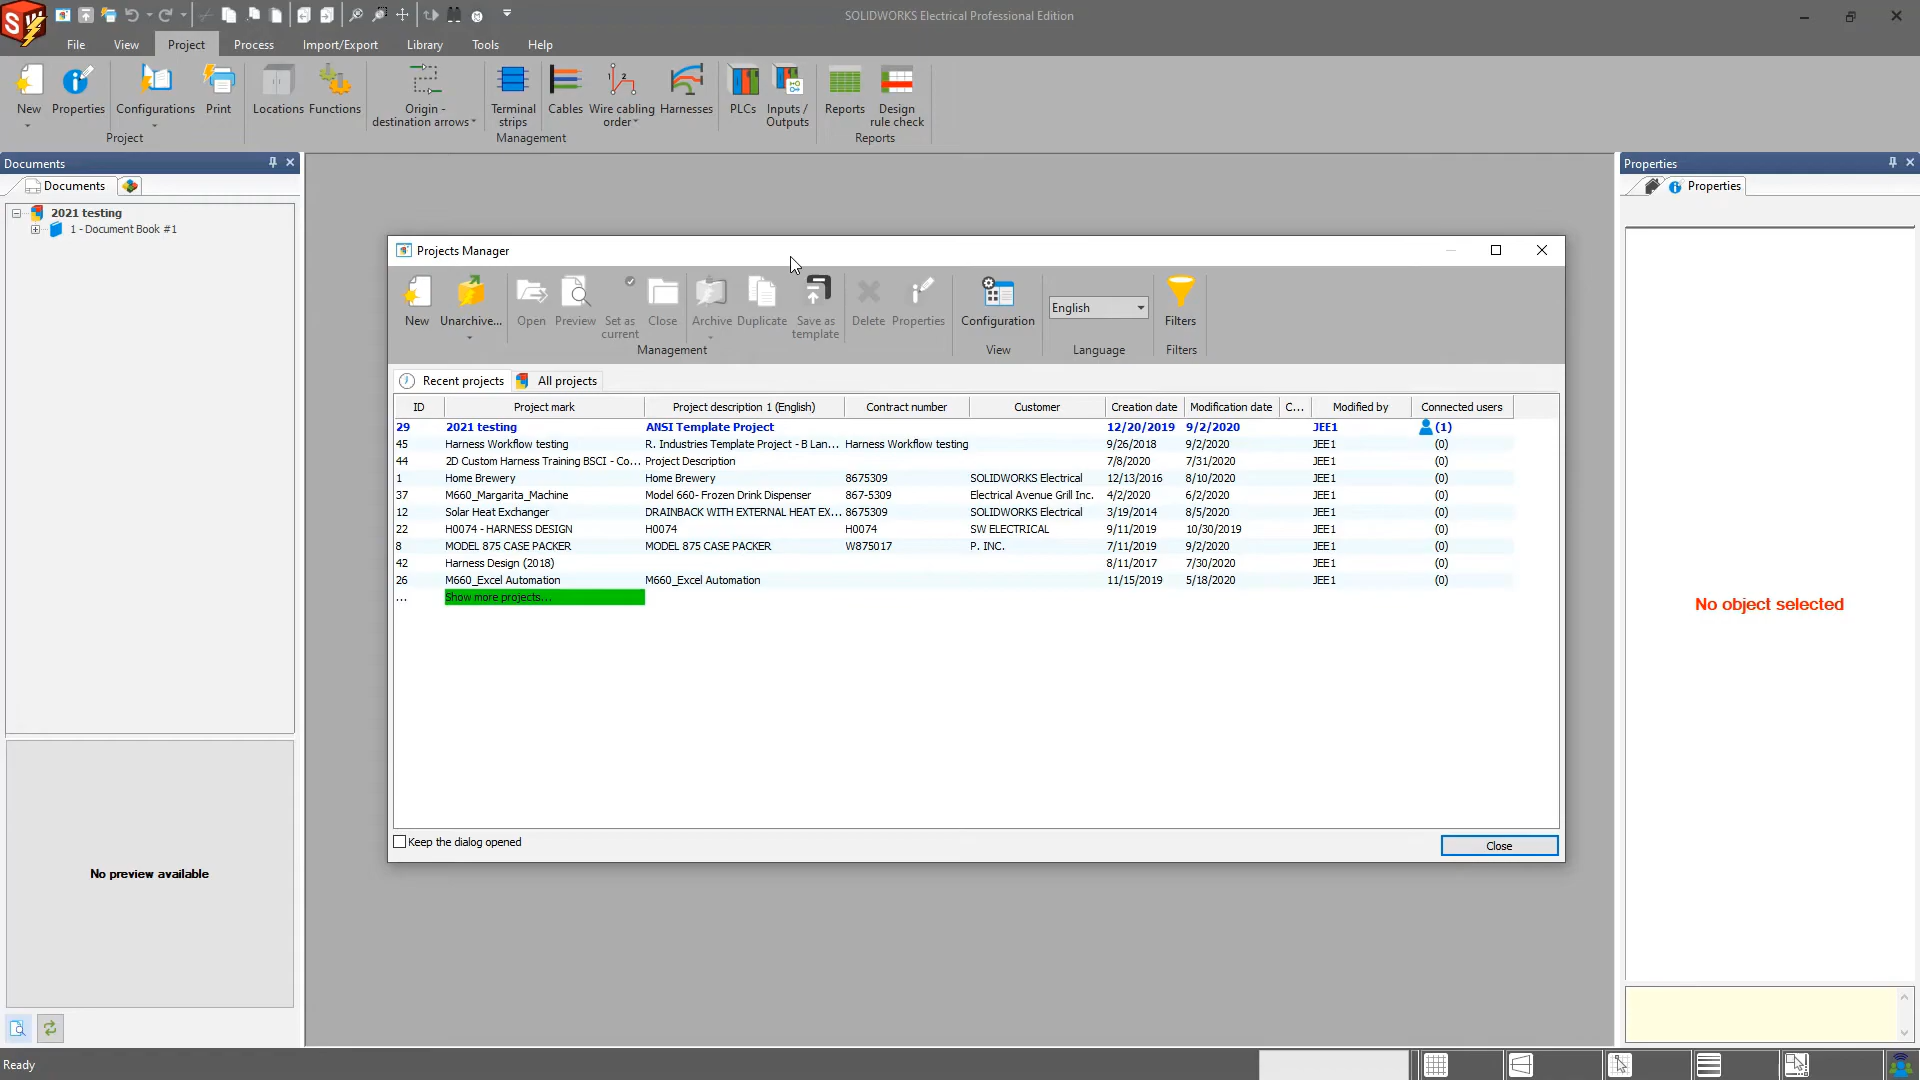 SOLIDWORKS Electrical Professional Edition
File View Project Process Import/Export Library Tools Help
New Properties Configurations Print Locations Functions Origin - destination arrows Terminal strips Cables Wire cabling order Harnesses PLCs Inputs / Outputs Reports Design rule check
Project Management Reports
Documents
Documents
2021 testing
1 - Document Book #1
No preview available
Projects Manager
New Unarchive... Open Preview Set as current Close Archive Duplicate Save as template Delete Properties Configuration English Filters
Management View Language Filters
Recent projects All projects
ID Project mark Project description 1 (English) Contract number Customer Creation date Modification date C... Modified by Connected users
29 2021 testing ANSI Template Project 12/20/2019 9/2/2020 JEE1 (1)
45 Harness Workflow testing R. Industries Template Project - B Lan... Harness Workflow testing 9/26/2018 9/2/2020 JEE1 (0)
44 2D Custom Harness Training BSCI - Co... Project Description 7/8/2020 7/31/2020 JEE1 (0)
1 Home Brewery Home Brewery 8675309 SOLIDWORKS Electrical 12/13/2016 8/10/2020 JEE1 (0)
37 M660_Margarita_Machine Model 660- Frozen Drink Dispenser 867-5309 Electrical Avenue Grill Inc. 4/2/2020 6/2/2020 JEE1 (0)
12 Solar Heat Exchanger DRAINBACK WITH EXTERNAL HEAT EX... 8675309 SOLIDWORKS Electrical 3/19/2014 8/5/2020 JEE1 (0)
22 H0074 - HARNESS DESIGN H0074 H0074 SW ELECTRICAL 9/11/2019 10/30/2019 JEE1 (0)
8 MODEL 875 CASE PACKER MODEL 875 CASE PACKER W875017 P. INC. 7/11/2019 9/2/2020 JEE1 (0)
42 Harness Design (2018) 8/11/2017 7/30/2020 JEE1 (0)
26 M660_Excel Automation M660_Excel Automation 11/15/2019 5/18/2020 JEE1 (0)
... Show more projects...
Keep the dialog opened
Close
Properties
Properties
No object selected
Ready